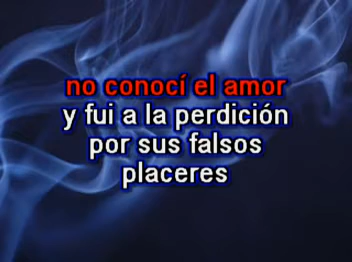 no conocí el amor
y fui a la perdición
por sus falsos
placeres